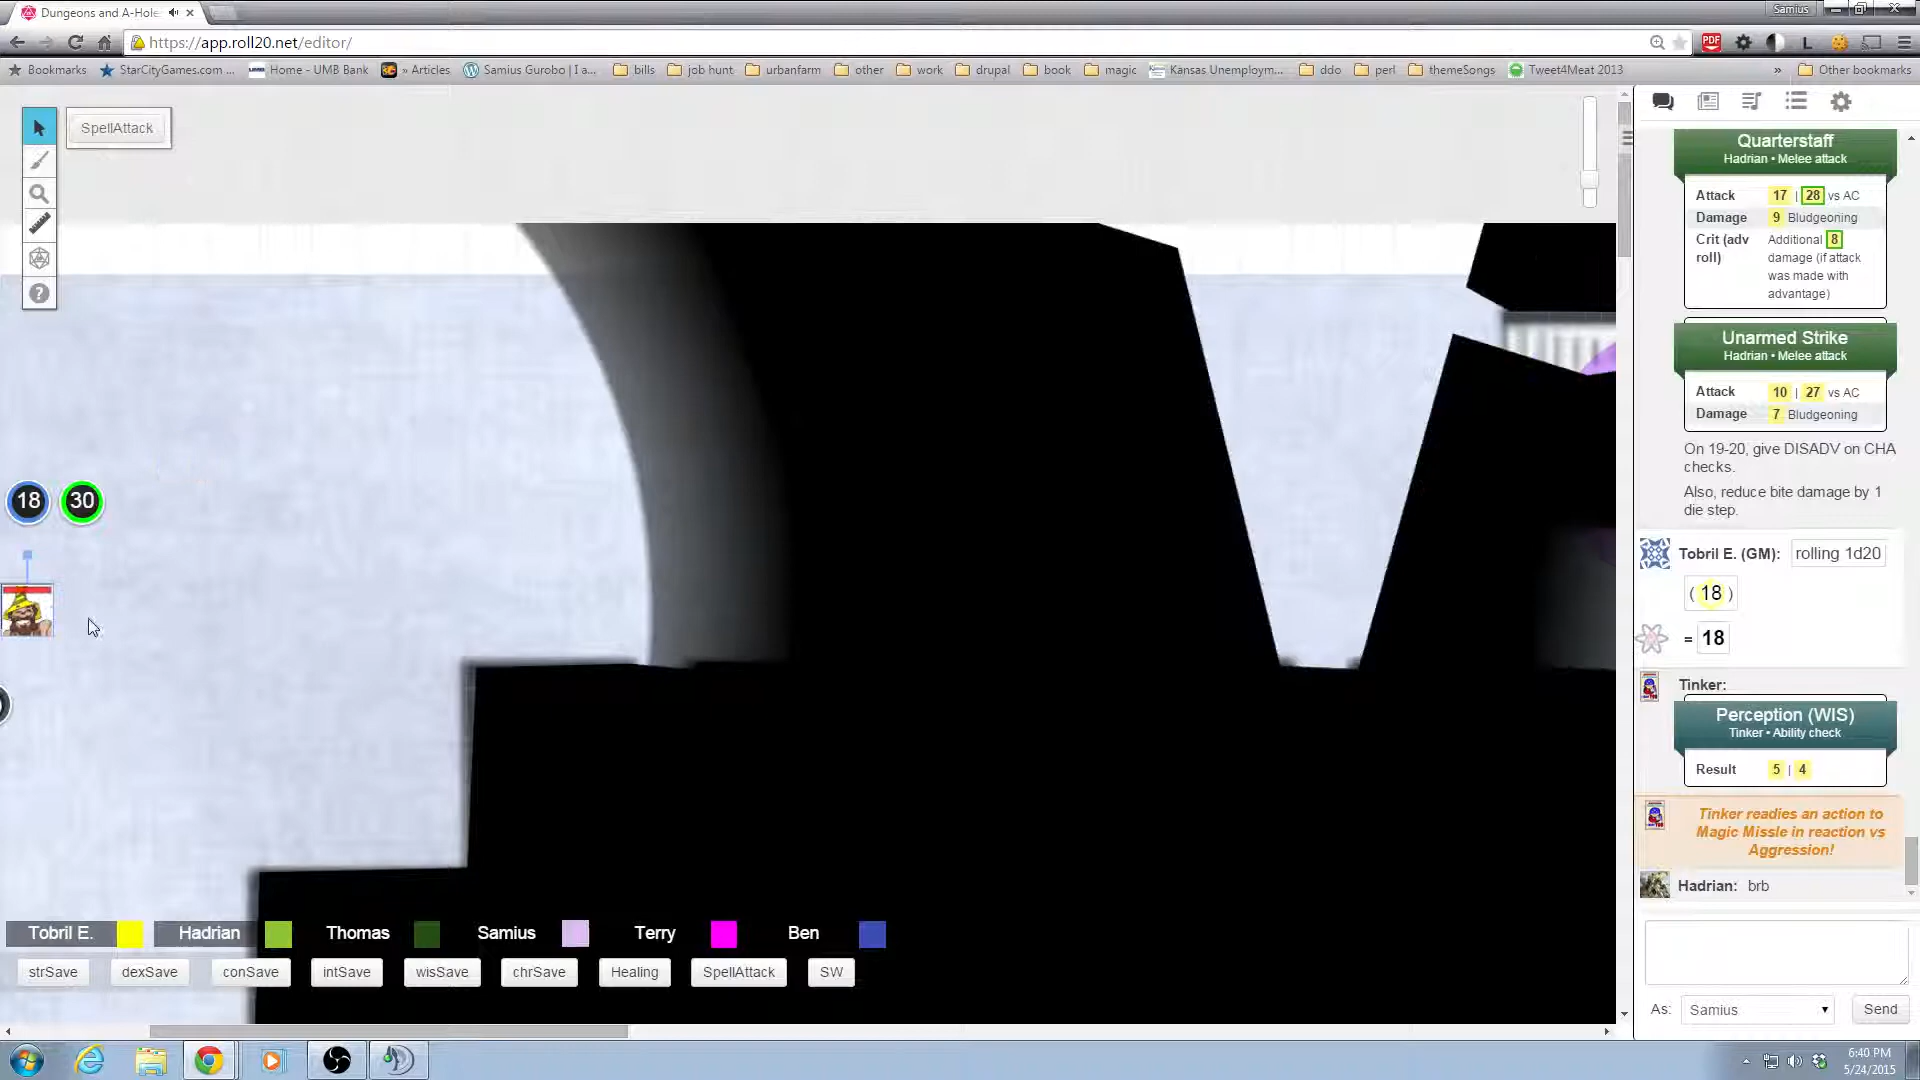 Dungeons and A-Hole
Samius
https://app.roll20.net/editor/
PDF
L
Bookmarks
StarCityGames.com ...
Home - UMB Bank
» Articles
Samius Gurobo | I a...
bills
job hunt
urbanfarm
other
work
drupal
book
magic
Kansas Unemploym...
ddo
perl
themeSongs
Tweet4Meat 2013
»
Other bookmarks
SpellAttack
Quarterstaff
Hadrian • Melee attack
Attack 17 | 28 vs AC
Damage 9 Bludgeoning
Crit (adv roll) Additional 8
damage (if attack
was made with
advantage)
Unarmed Strike
Hadrian • Melee attack
Attack 10 | 27 vs AC
Damage 7 Bludgeoning
On 19-20, give DISADV on CHA
checks.
Also, reduce bite damage by 1
die step.
18 30
Tobril E. (GM): rolling 1d20
(18)
= 18
Tinker:
Perception (WIS)
Tinker • Ability check
Result 5 | 4
Tinker readies an action to
Magic Missle in reaction vs
Aggression!
Hadrian: brb
Tobril E. Hadrian Thomas Samius Terry Ben
strSave dexSave conSave intSave wisSave chrSave Healing SpellAttack SW
As: Samius Send
6:40 PM
5/24/2015